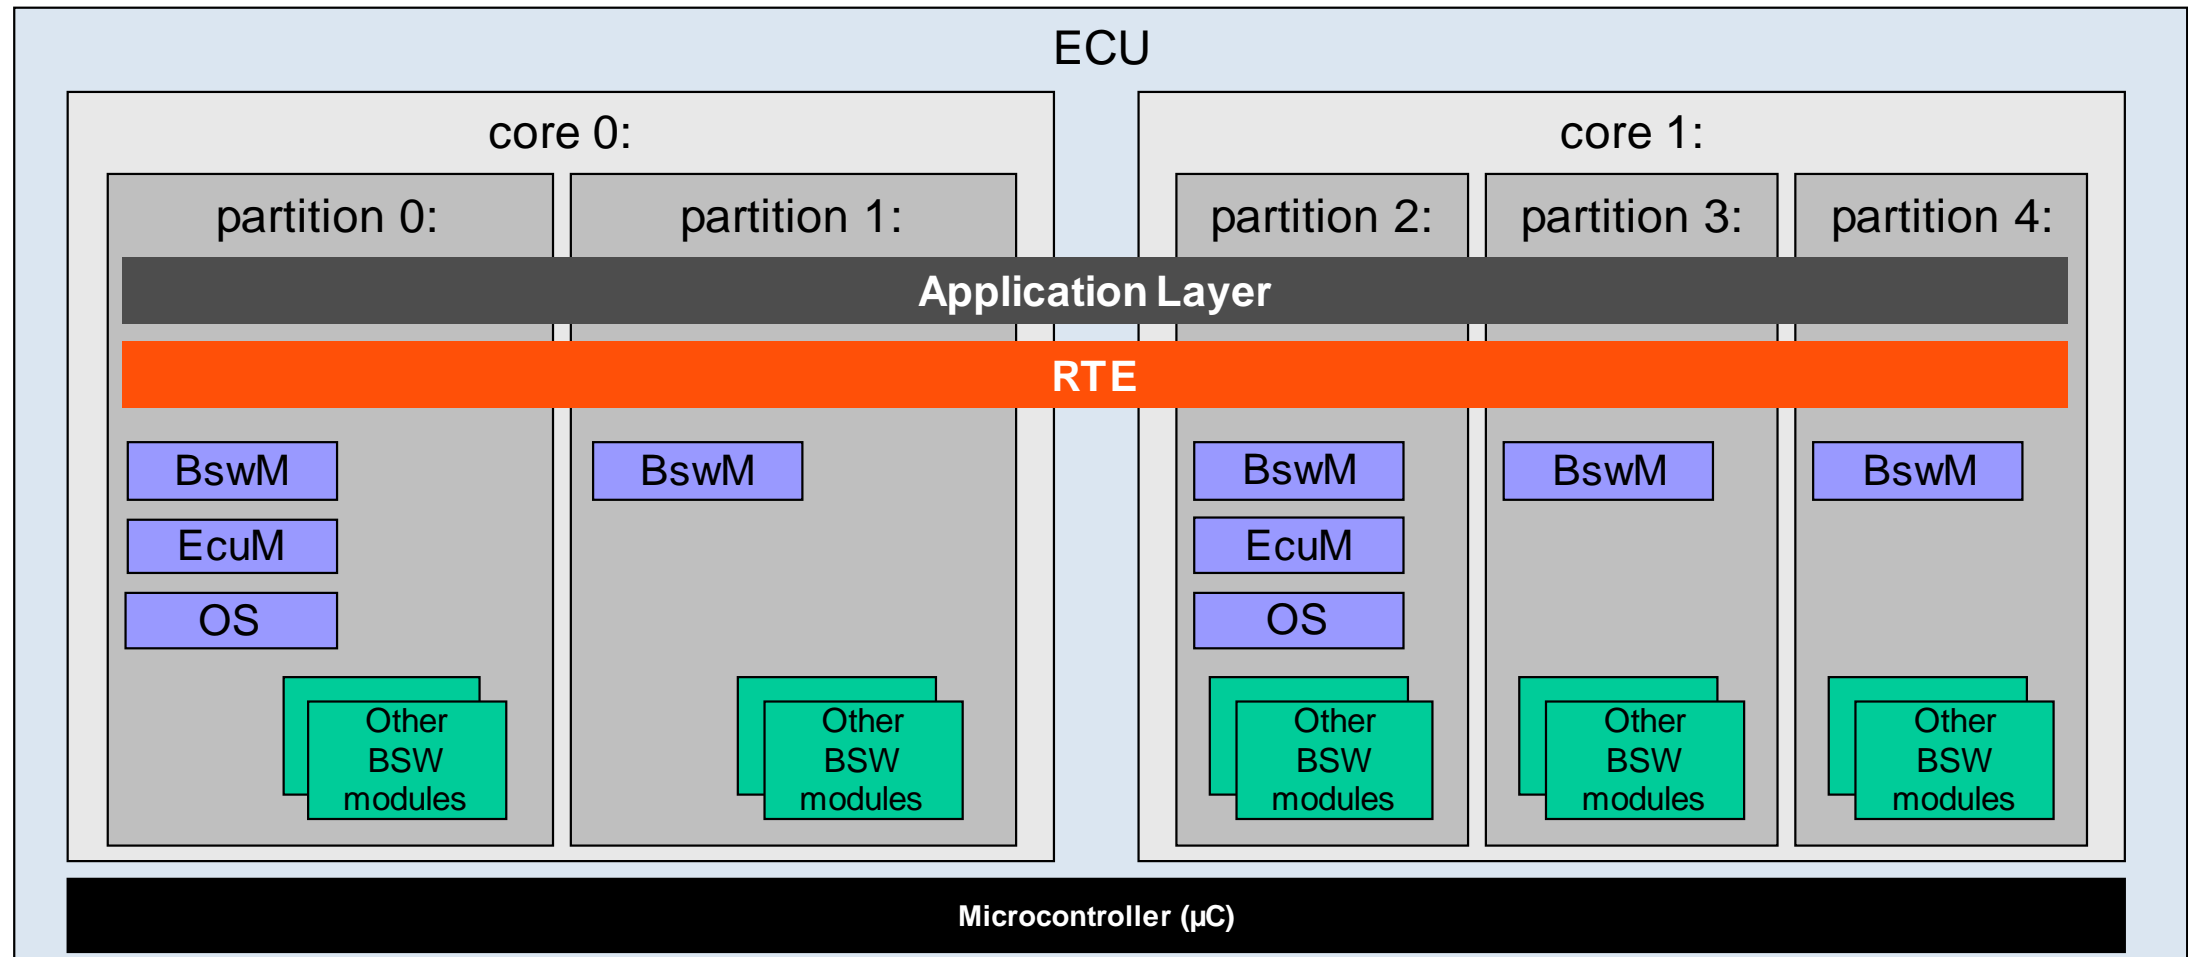 ECU
core 0:
core 1:
partition 0:
partition 1:
partition 2:
partition 3:
partition 4:
Application Layer
RTE
BswM
BswM
BswM
BswM
BswM
EcuM
EcuM
OS
OS
Other
BSW
modules
Other
BSW
modules
Other
BSW
modules
Other
BSW
modules
Other
BSW
modules
Microcontroller (µC)